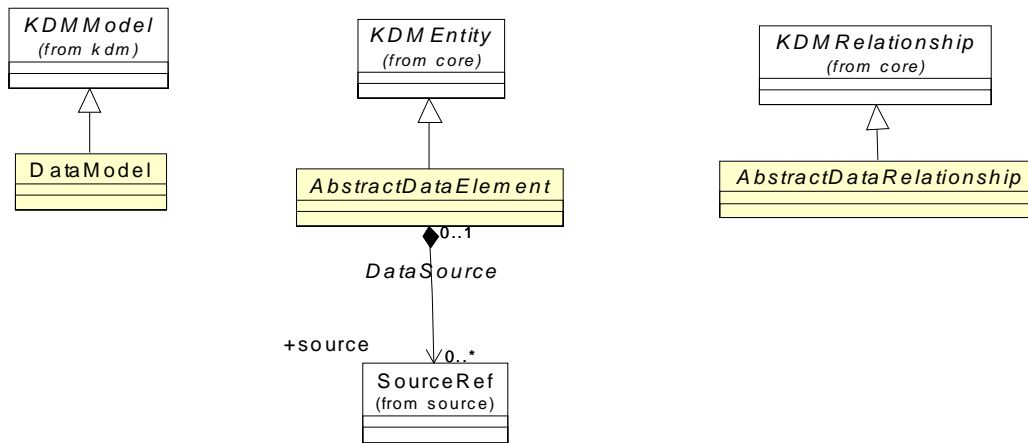 KDMModel
(from kdm)
DataModel
KDMEntity
(from core)
AbstractDataElement
0..1
DataSource
+source
0..*
SourceRef
(from source)
KDMRelationship
(from core)
AbstractDataRelationship